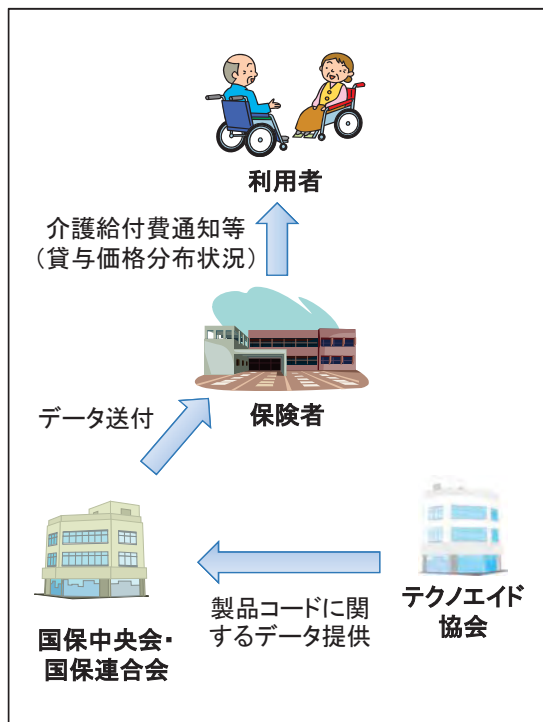 利用者
介護給付費通知等
(貸与価格分布状況)
保険者
データ送付
テクノエイド
協会
製品コードに関
するデータ提供
国保中央会・
国保連合会